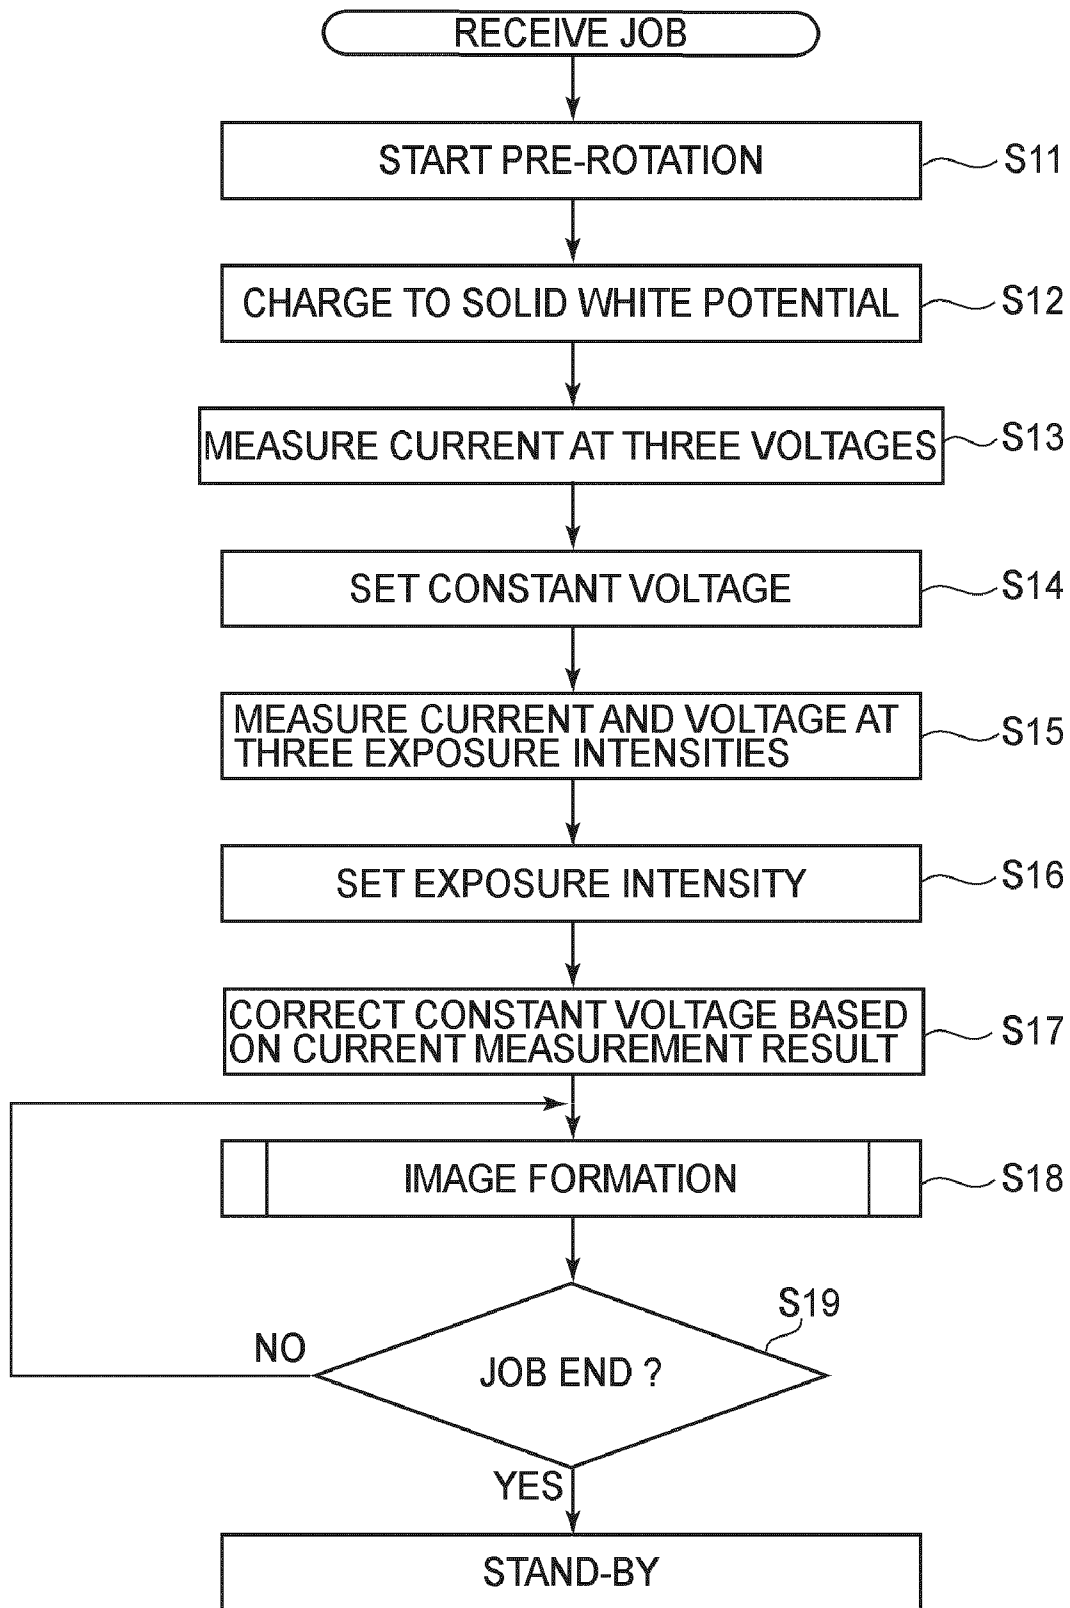 RECEIVE JOB
START PRE-ROTATION
S11
CHARGE TO SOLID WHITE POTENTIAL
S12
MEASURE CURRENT AT THREE VOLTAGES
S13
SET CONSTANT VOLTAGE
S14
MEASURE CURRENT AND VOLTAGE AT
THREE EXPOSURE INTENSITIES
S15
SET EXPOSURE INTENSITY
S16
CORRECT CONSTANT VOLTAGE BASED
ON CURRENT MEASUREMENT RESULT
S17
IMAGE FORMATION
S18
S19
NO
JOB END ?
YES
STAND-BY